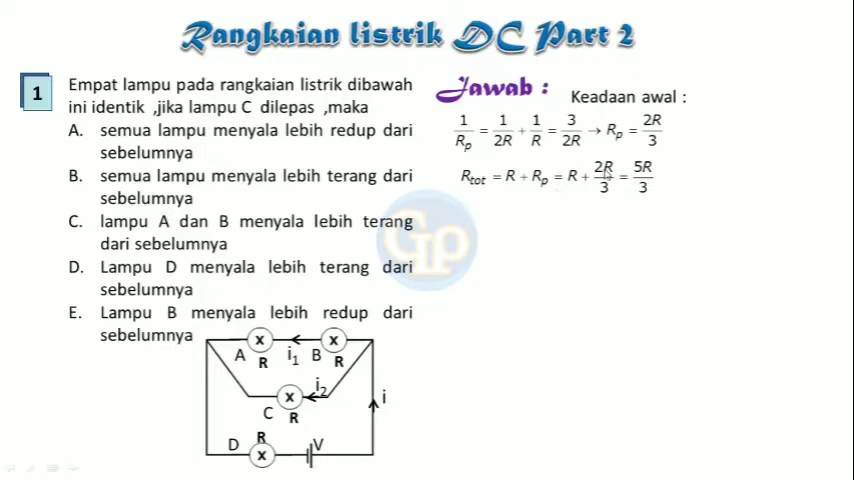 Rangkaian listrik DC Part 2
1
Empat lampu pada rangkaian listrik dibawah
ini identik ,jika lampu C dilepas ,maka
A. semua lampu menyala lebih redup dari
sebelumnya
B. semua lampu menyala lebih terang dari
sebelumnya
C. lampu A dan B menyala lebih terang
dari sebelumnya
D. Lampu D menyala lebih terang dari
sebelumnya
E. Lampu B menyala lebih redup dari
sebelumnya
x x
A R i₁ B R
i₂
x
C R
i
R
D x V
Jawab :
Keadaan awal :
1/Rₚ = 1/2R + 1/R = 3/2R → Rₚ = 2R/3
Rₜₒₜ = R + Rₚ = R + 2R/3 = 5R/3
GP